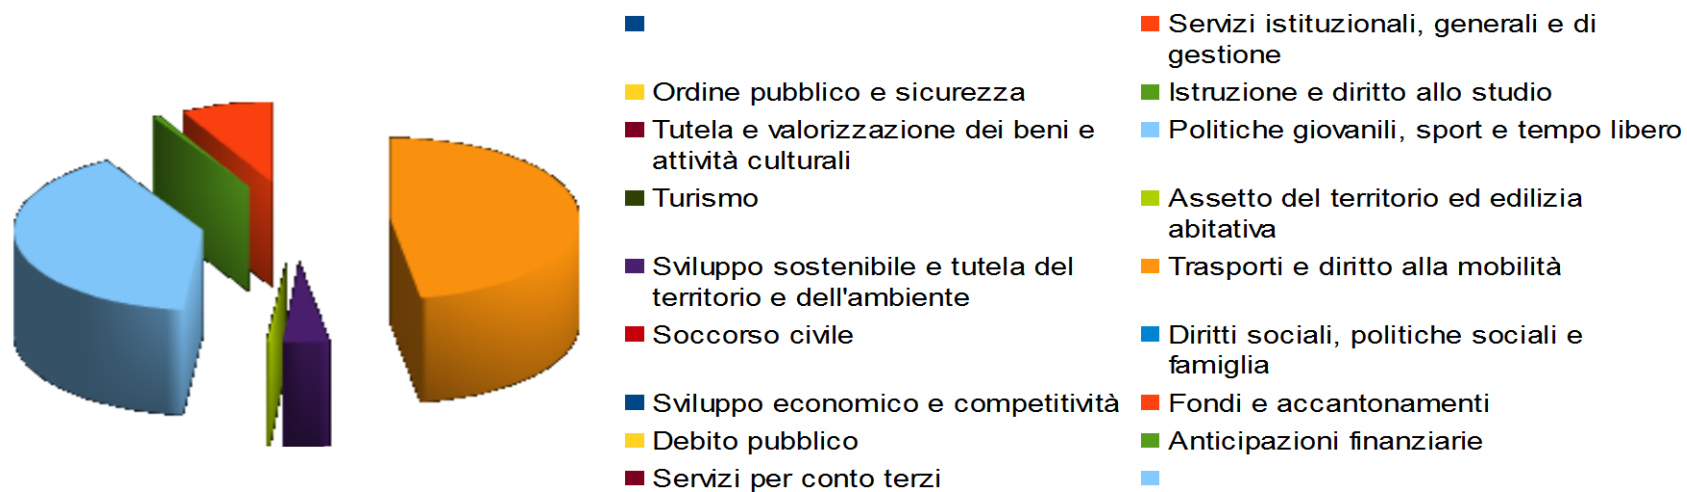 Servizi istituzionali, generali e di
gestione
Ordine pubblico e sicurezza
Istruzione e diritto allo studio
Tutela e valorizzazione dei beni e
attività culturali
Politiche giovanili, sport e tempo libero
Turismo
Assetto del territorio ed edilizia
abitativa
Sviluppo sostenibile e tutela del
territorio e dell'ambiente
Trasporti e diritto alla mobilità
Soccorso civile
Diritti sociali, politiche sociali e
famiglia
Sviluppo economico e competitività
Fondi e accantonamenti
Debito pubblico
Anticipazioni finanziarie
Servizi per conto terzi